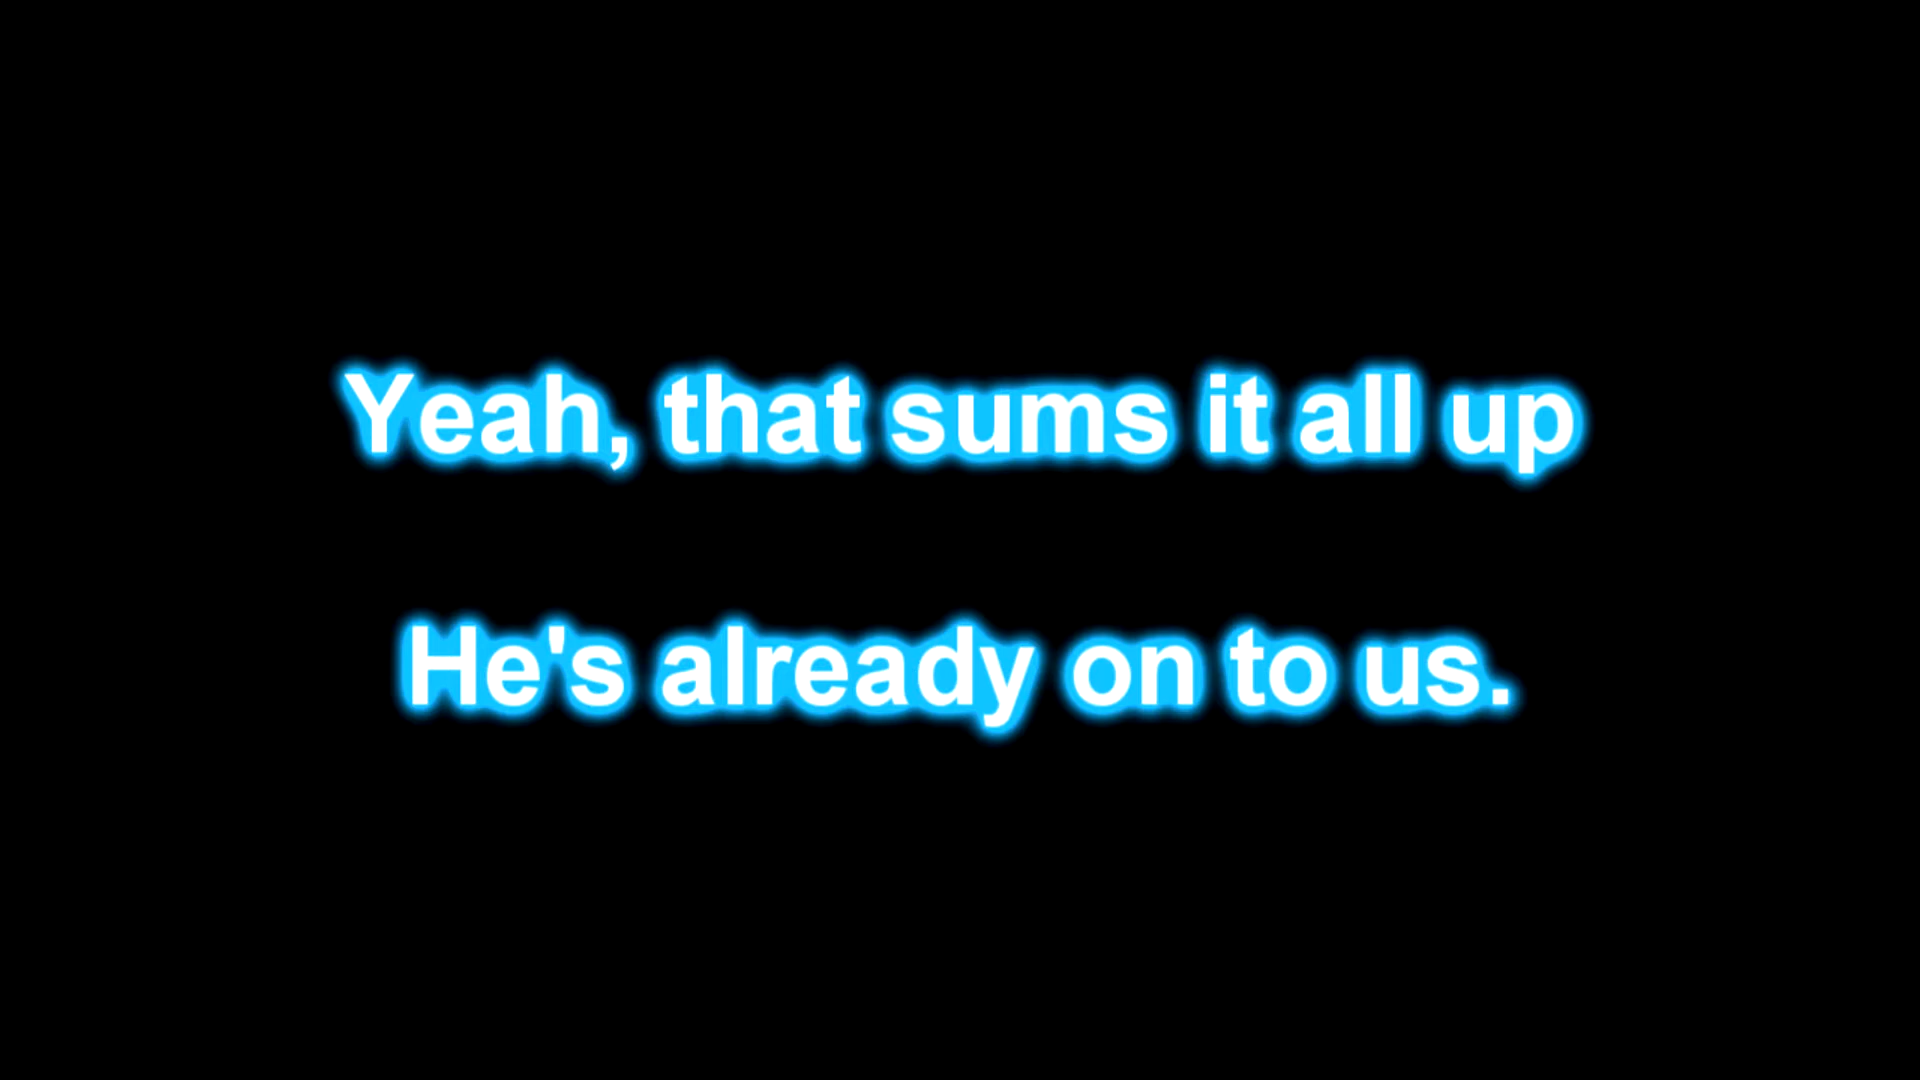 Yeah, that sums it all up
He's already on to us.